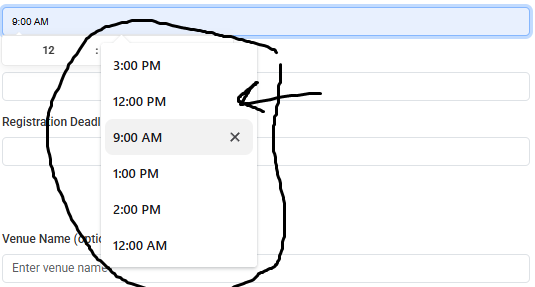 9:00 AM
12 :
3:00 PM
12:00 PM
Registration Deadl
9:00 AM
1:00 PM
2:00 PM
Venue Name (optio
12:00 AM
Enter venue name